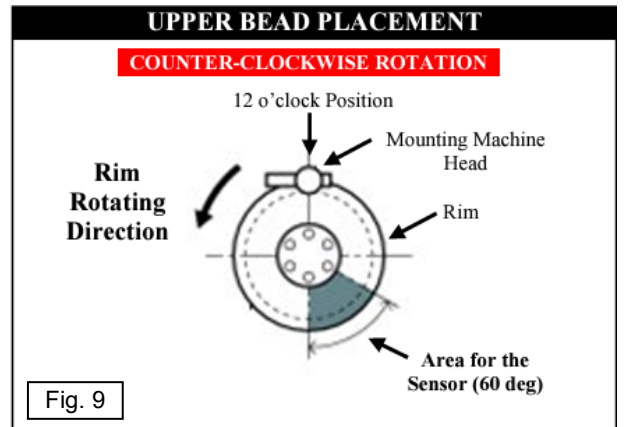 UPPER BEAD PLACEMENT
COUNTER-CLOCKWISE ROTATION
12 o’clock Position
Mounting Machine
Head
Rim
Rotating
Direction
Rim
Area for the
Sensor (60 deg)
Fig. 9